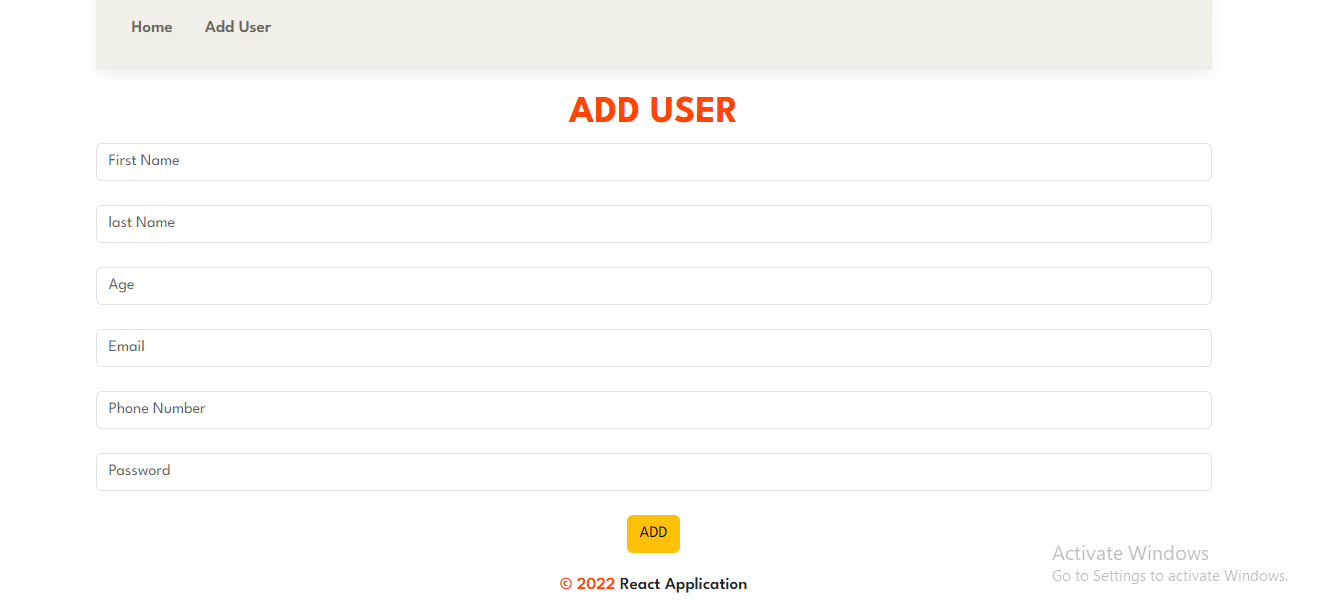 Home Add User
ADD USER
First Name
last Name
Age
Email
Phone Number
Password
ADD
© 2022 React Application
Activate Windows
Go to Settings to activate Windows.